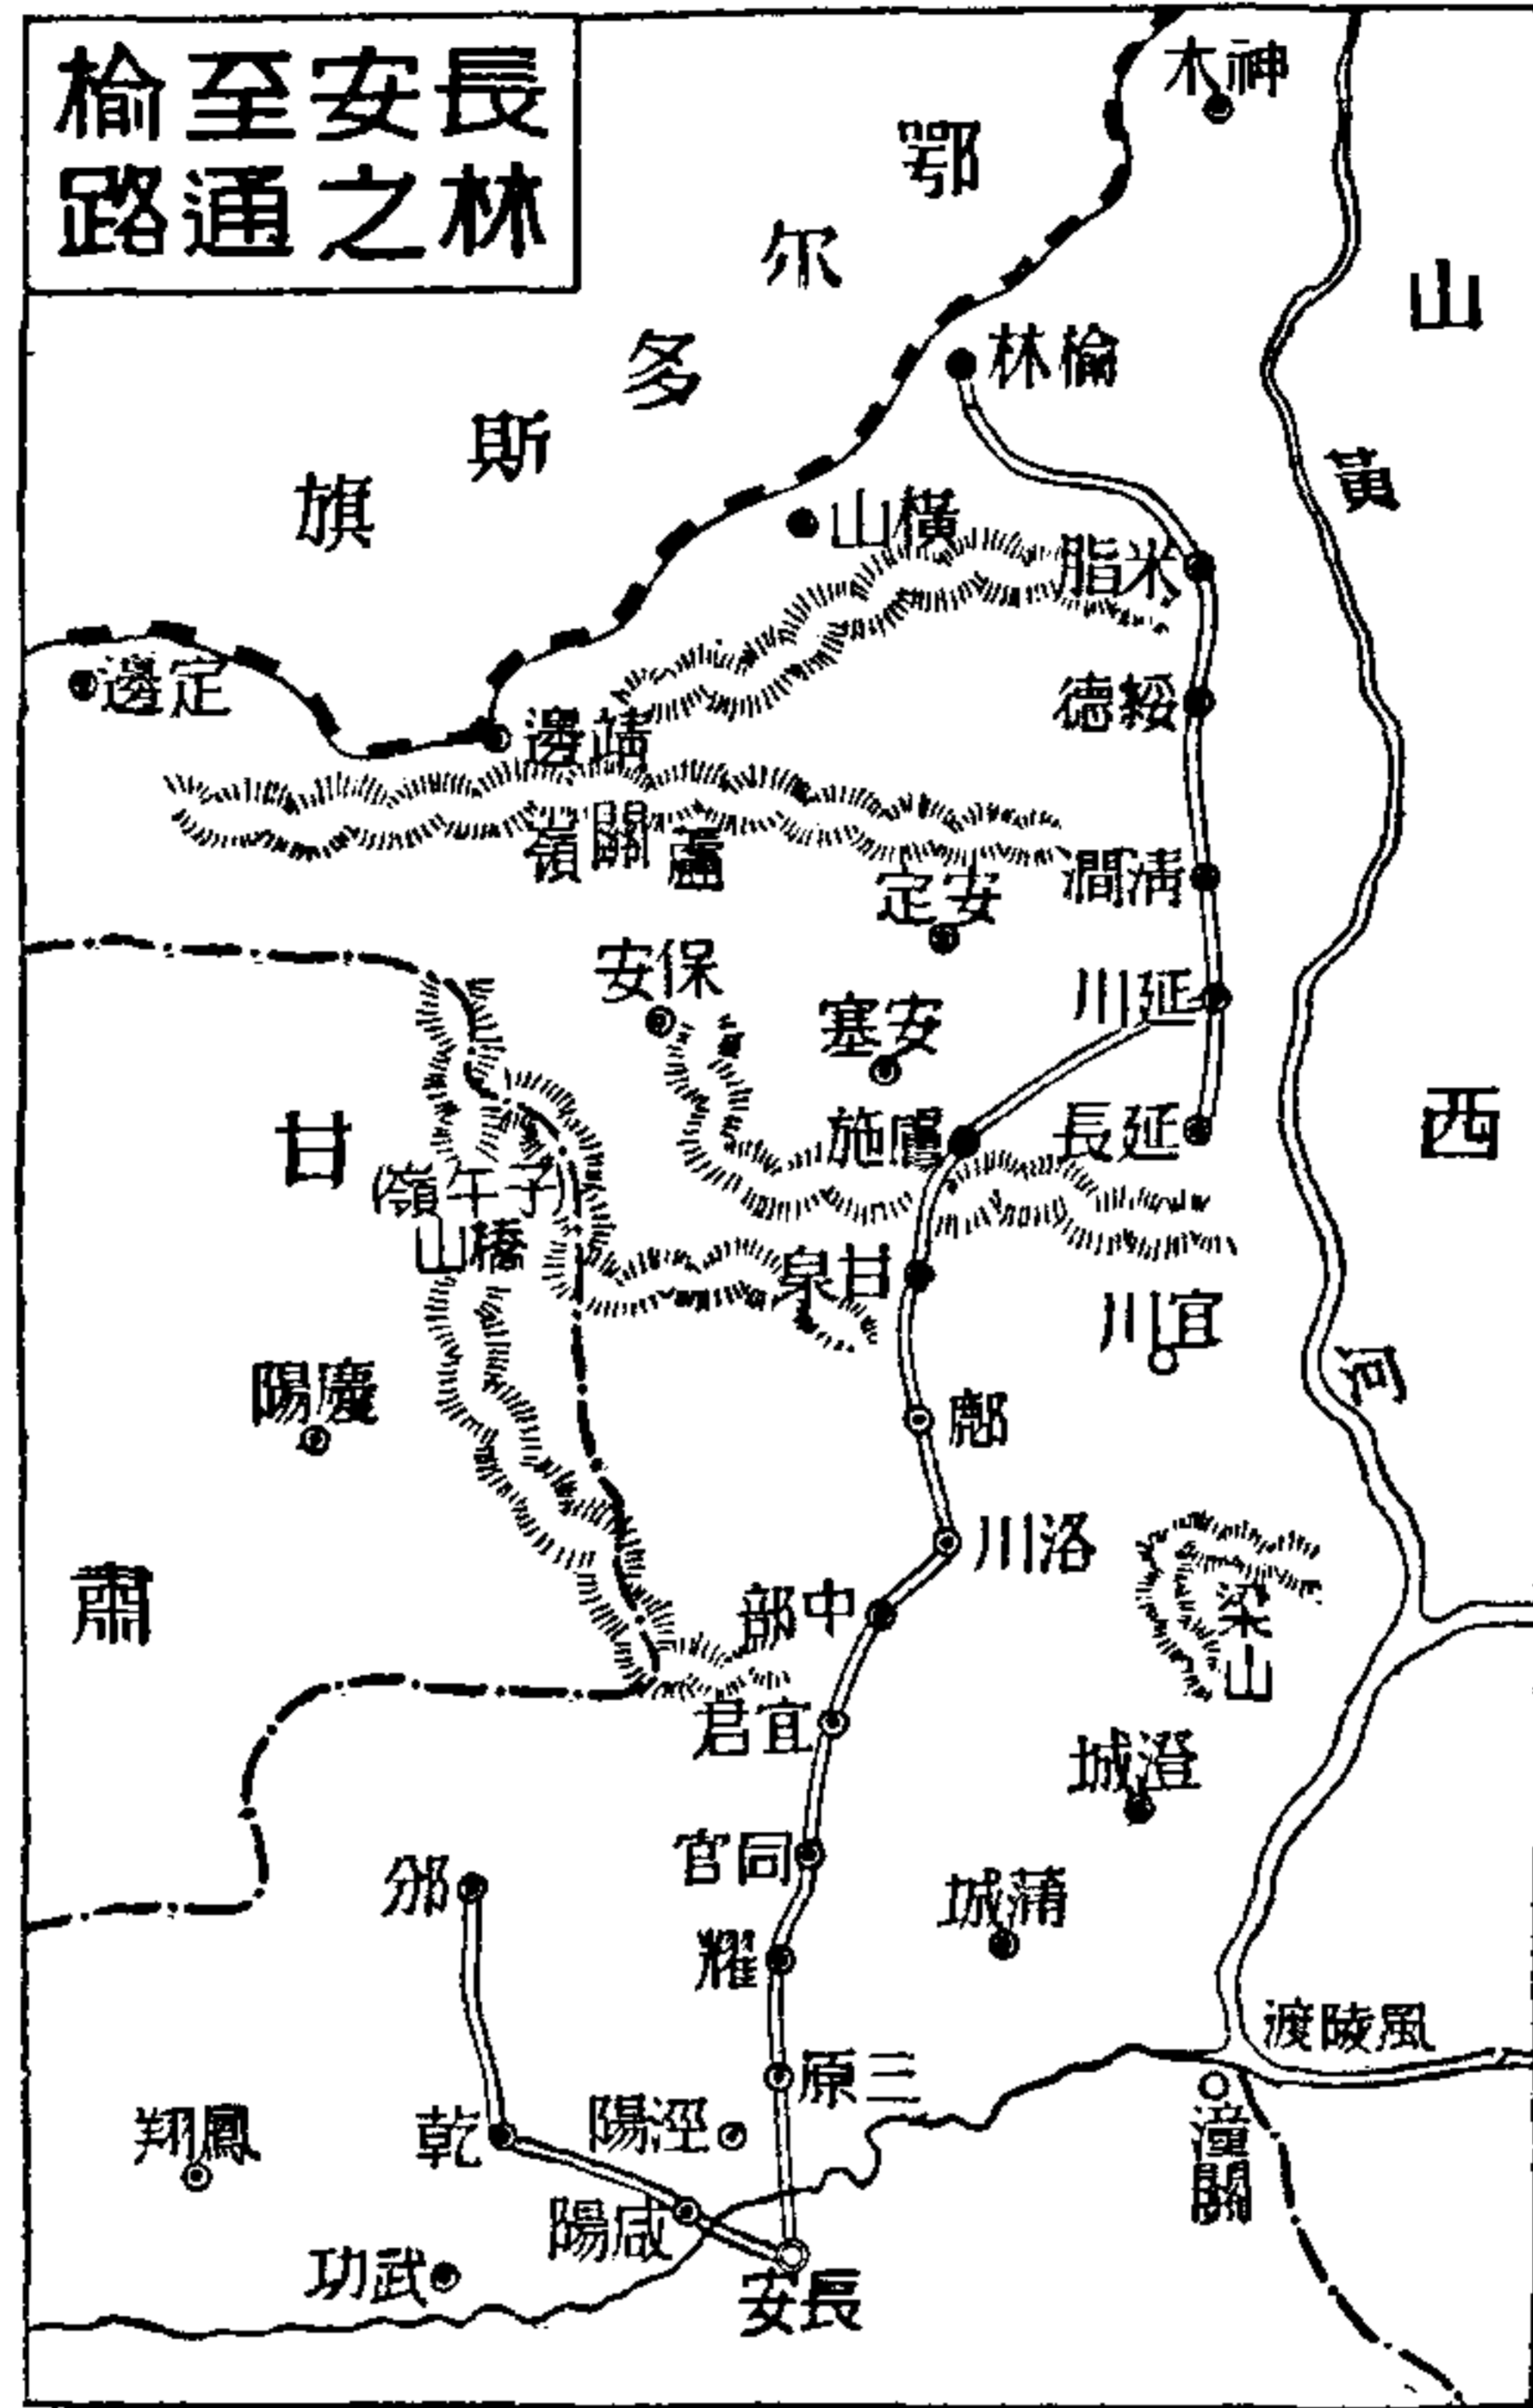 長安至榆
林之通路
神木
鄂尔多斯旗
山西
黃河
榆林
橫山
米脂
定邊
綏德
靖邊
蘆關嶺
清澗
安定
保安
延川
安塞
甘肅
膚施
延長
(子午嶺)
橋山
甘泉
宜川
慶陽
鄜
洛川
中部
梁山
宜君
澄城
同官
邠
蒲城
耀
風陵渡
三原
涇陽
乾
鳳翔
潼關
咸陽
武功
長安